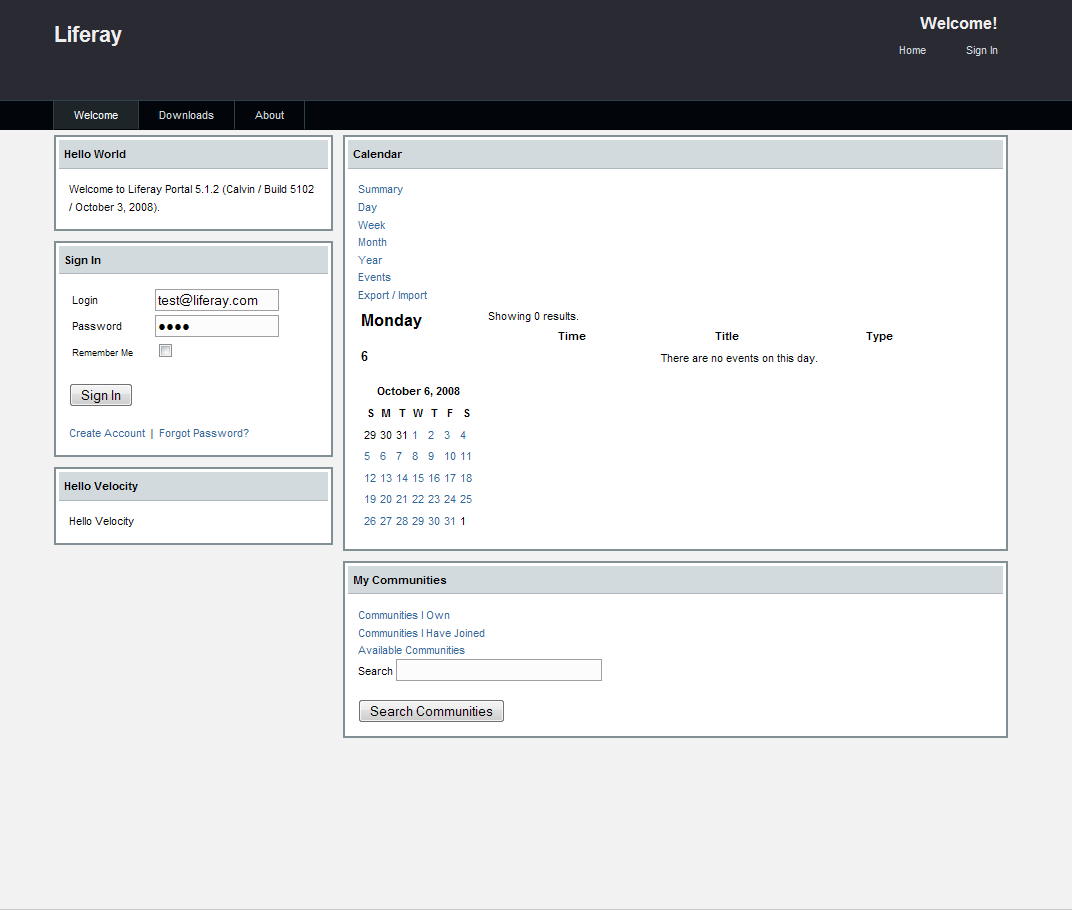 Liferay
Welcome!
Home Sign In
Welcome Downloads About
Hello World
Welcome to Liferay Portal 5.1.2 (Calvin / Build 5102
/ October 3, 2008).
Sign In
Login test@liferay.com
Password ●●●●
Remember Me
Sign In
Create Account | Forgot Password?
Hello Velocity
Hello Velocity
Calendar
Summary
Day
Week
Month
Year
Events
Export / Import
Monday
6
Showing 0 results.
Time Title Type
There are no events on this day.
October 6, 2008
S M T W T F S
29 30 31 1 2 3 4
5 6 7 8 9 10 11
12 13 14 15 16 17 18
19 20 21 22 23 24 25
26 27 28 29 30 31 1
My Communities
Communities I Own
Communities I Have Joined
Available Communities
Search
Search Communities